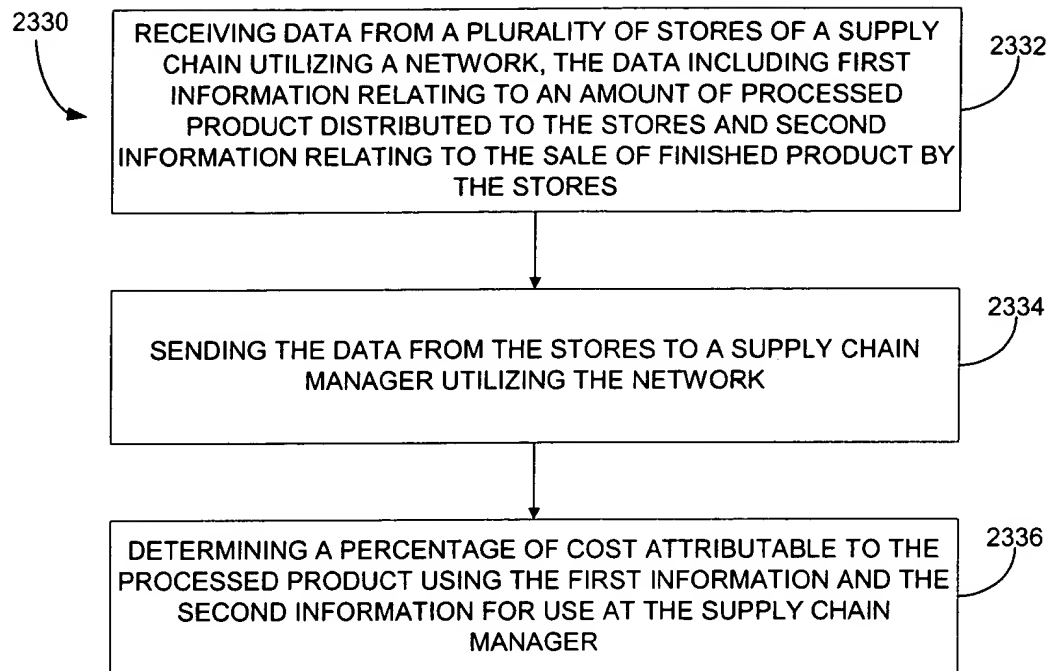 2330
RECEIVING DATA FROM A PLURALITY OF STORES OF A SUPPLY
CHAIN UTILIZING A NETWORK, THE DATA INCLUDING FIRST
INFORMATION RELATING TO AN AMOUNT OF PROCESSED
PRODUCT DISTRIBUTED TO THE STORES AND SECOND
INFORMATION RELATING TO THE SALE OF FINISHED PRODUCT BY
THE STORES
2332
SENDING THE DATA FROM THE STORES TO A SUPPLY CHAIN
MANAGER UTILIZING THE NETWORK
2334
DETERMINING A PERCENTAGE OF COST ATTRIBUTABLE TO THE
PROCESSED PRODUCT USING THE FIRST INFORMATION AND THE
SECOND INFORMATION FOR USE AT THE SUPPLY CHAIN
MANAGER
2336